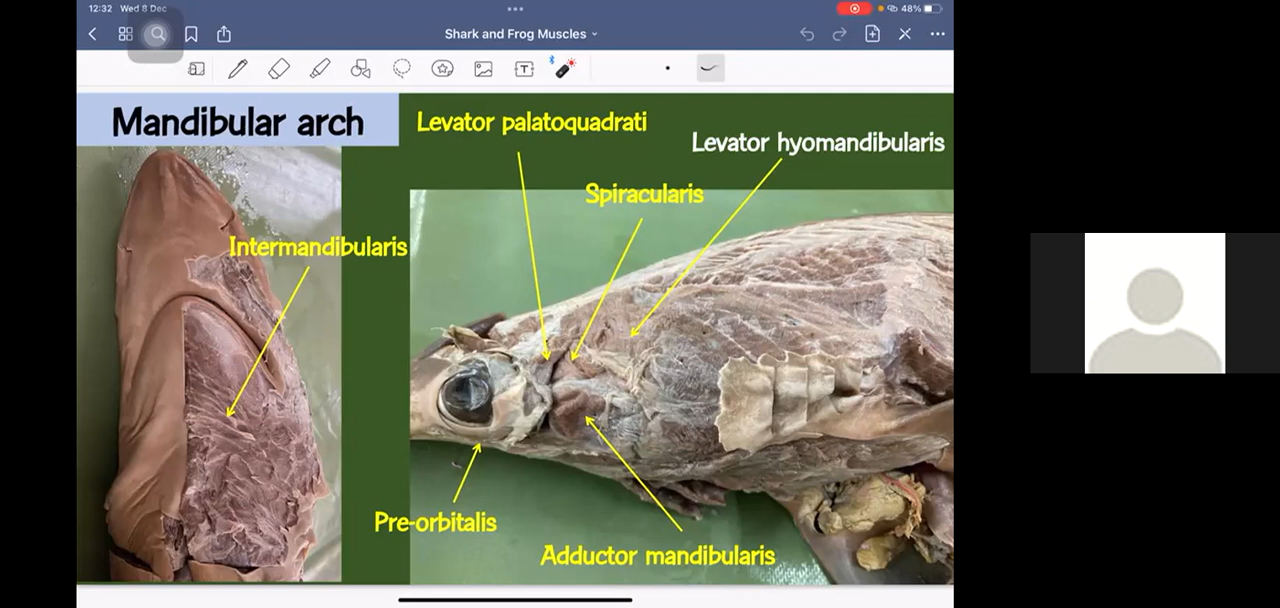 12:32 Wed 8 Dec
48%
Shark and Frog Muscles
T
Mandibular arch
Levator palatoquadrati
Levator hyomandibularis
Spiracularis
Intermandibularis
Pre-orbitalis
Adductor mandibularis